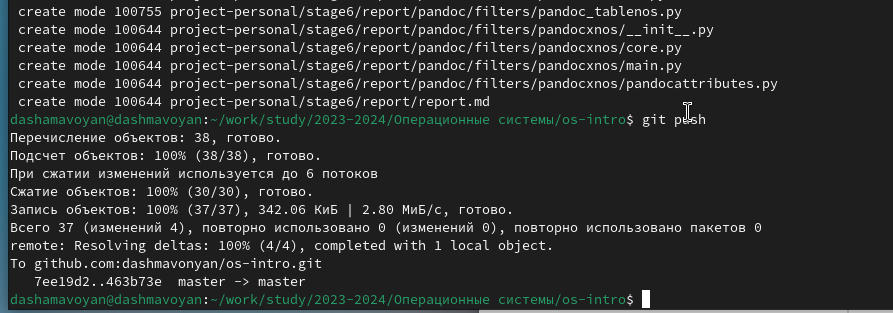 create mode 100755 project-personal/stage6/report/pandoc/filters/pandoc_tablenos.py
create mode 100644 project-personal/stage6/report/pandoc/filters/pandocxnos/__init__.py
create mode 100644 project-personal/stage6/report/pandoc/filters/pandocxnos/core.py
create mode 100644 project-personal/stage6/report/pandoc/filters/pandocxnos/main.py
create mode 100644 project-personal/stage6/report/pandoc/filters/pandocxnos/pandocattributes.py
create mode 100644 project-personal/stage6/report/report.md
dashamavoyan@dashmavoyan:~/work/study/2023-2024/Операционные системы/os-intro$ git push
Перечисление объектов: 38, готово.
Подсчет объектов: 100% (38/38), готово.
При сжатии изменений используется до 6 потоков
Сжатие объектов: 100% (30/30), готово.
Запись объектов: 100% (37/37), 342.06 КиБ | 2.80 МиБ/с, готово.
Всего 37 (изменений 4), повторно использовано 0 (изменений 0), повторно использовано пакетов 0
remote: Resolving deltas: 100% (4/4), completed with 1 local object.
To github.com:dashmavonyan/os-intro.git
7ee19d2..463b73e  master -> master
dashamavoyan@dashmavoyan:~/work/study/2023-2024/Операционные системы/os-intro$